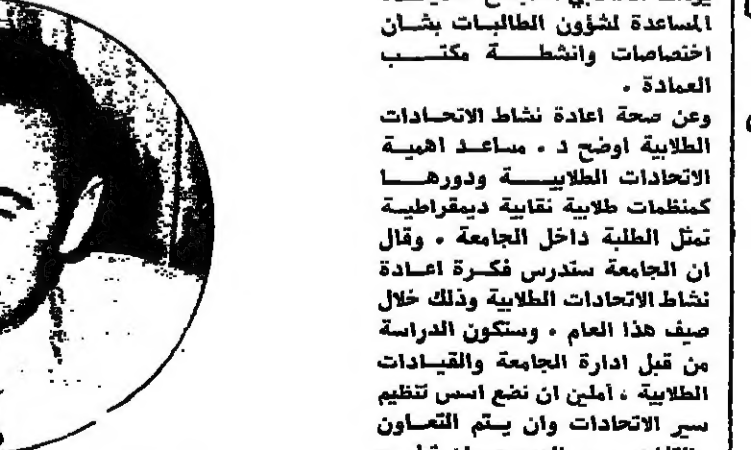 المساعدة لشؤون الطالبات بشأن
اختصاصات وانشطة مكتب
العمادة .
وعن صحة اعادة نشاط الاتحادات
الطلابية اوضح د . مساعد اهمية
الاتحادات الطلابية ودورها
كمنظمات طلابية نقابية ديمقراطية
تمثل الطلبة داخل الجامعة . وقال
ان الجامعة ستدرس فكرة اعادة
نشاط الاتحادات الطلابية وذلك خلال
صيف هذا العام . وستكون الدراسة
من قبل ادارة الجامعة والقيادات
الطلابية ، آملين ان نضع اسس تنظيم
سير الاتحادات وان يتم التعاون